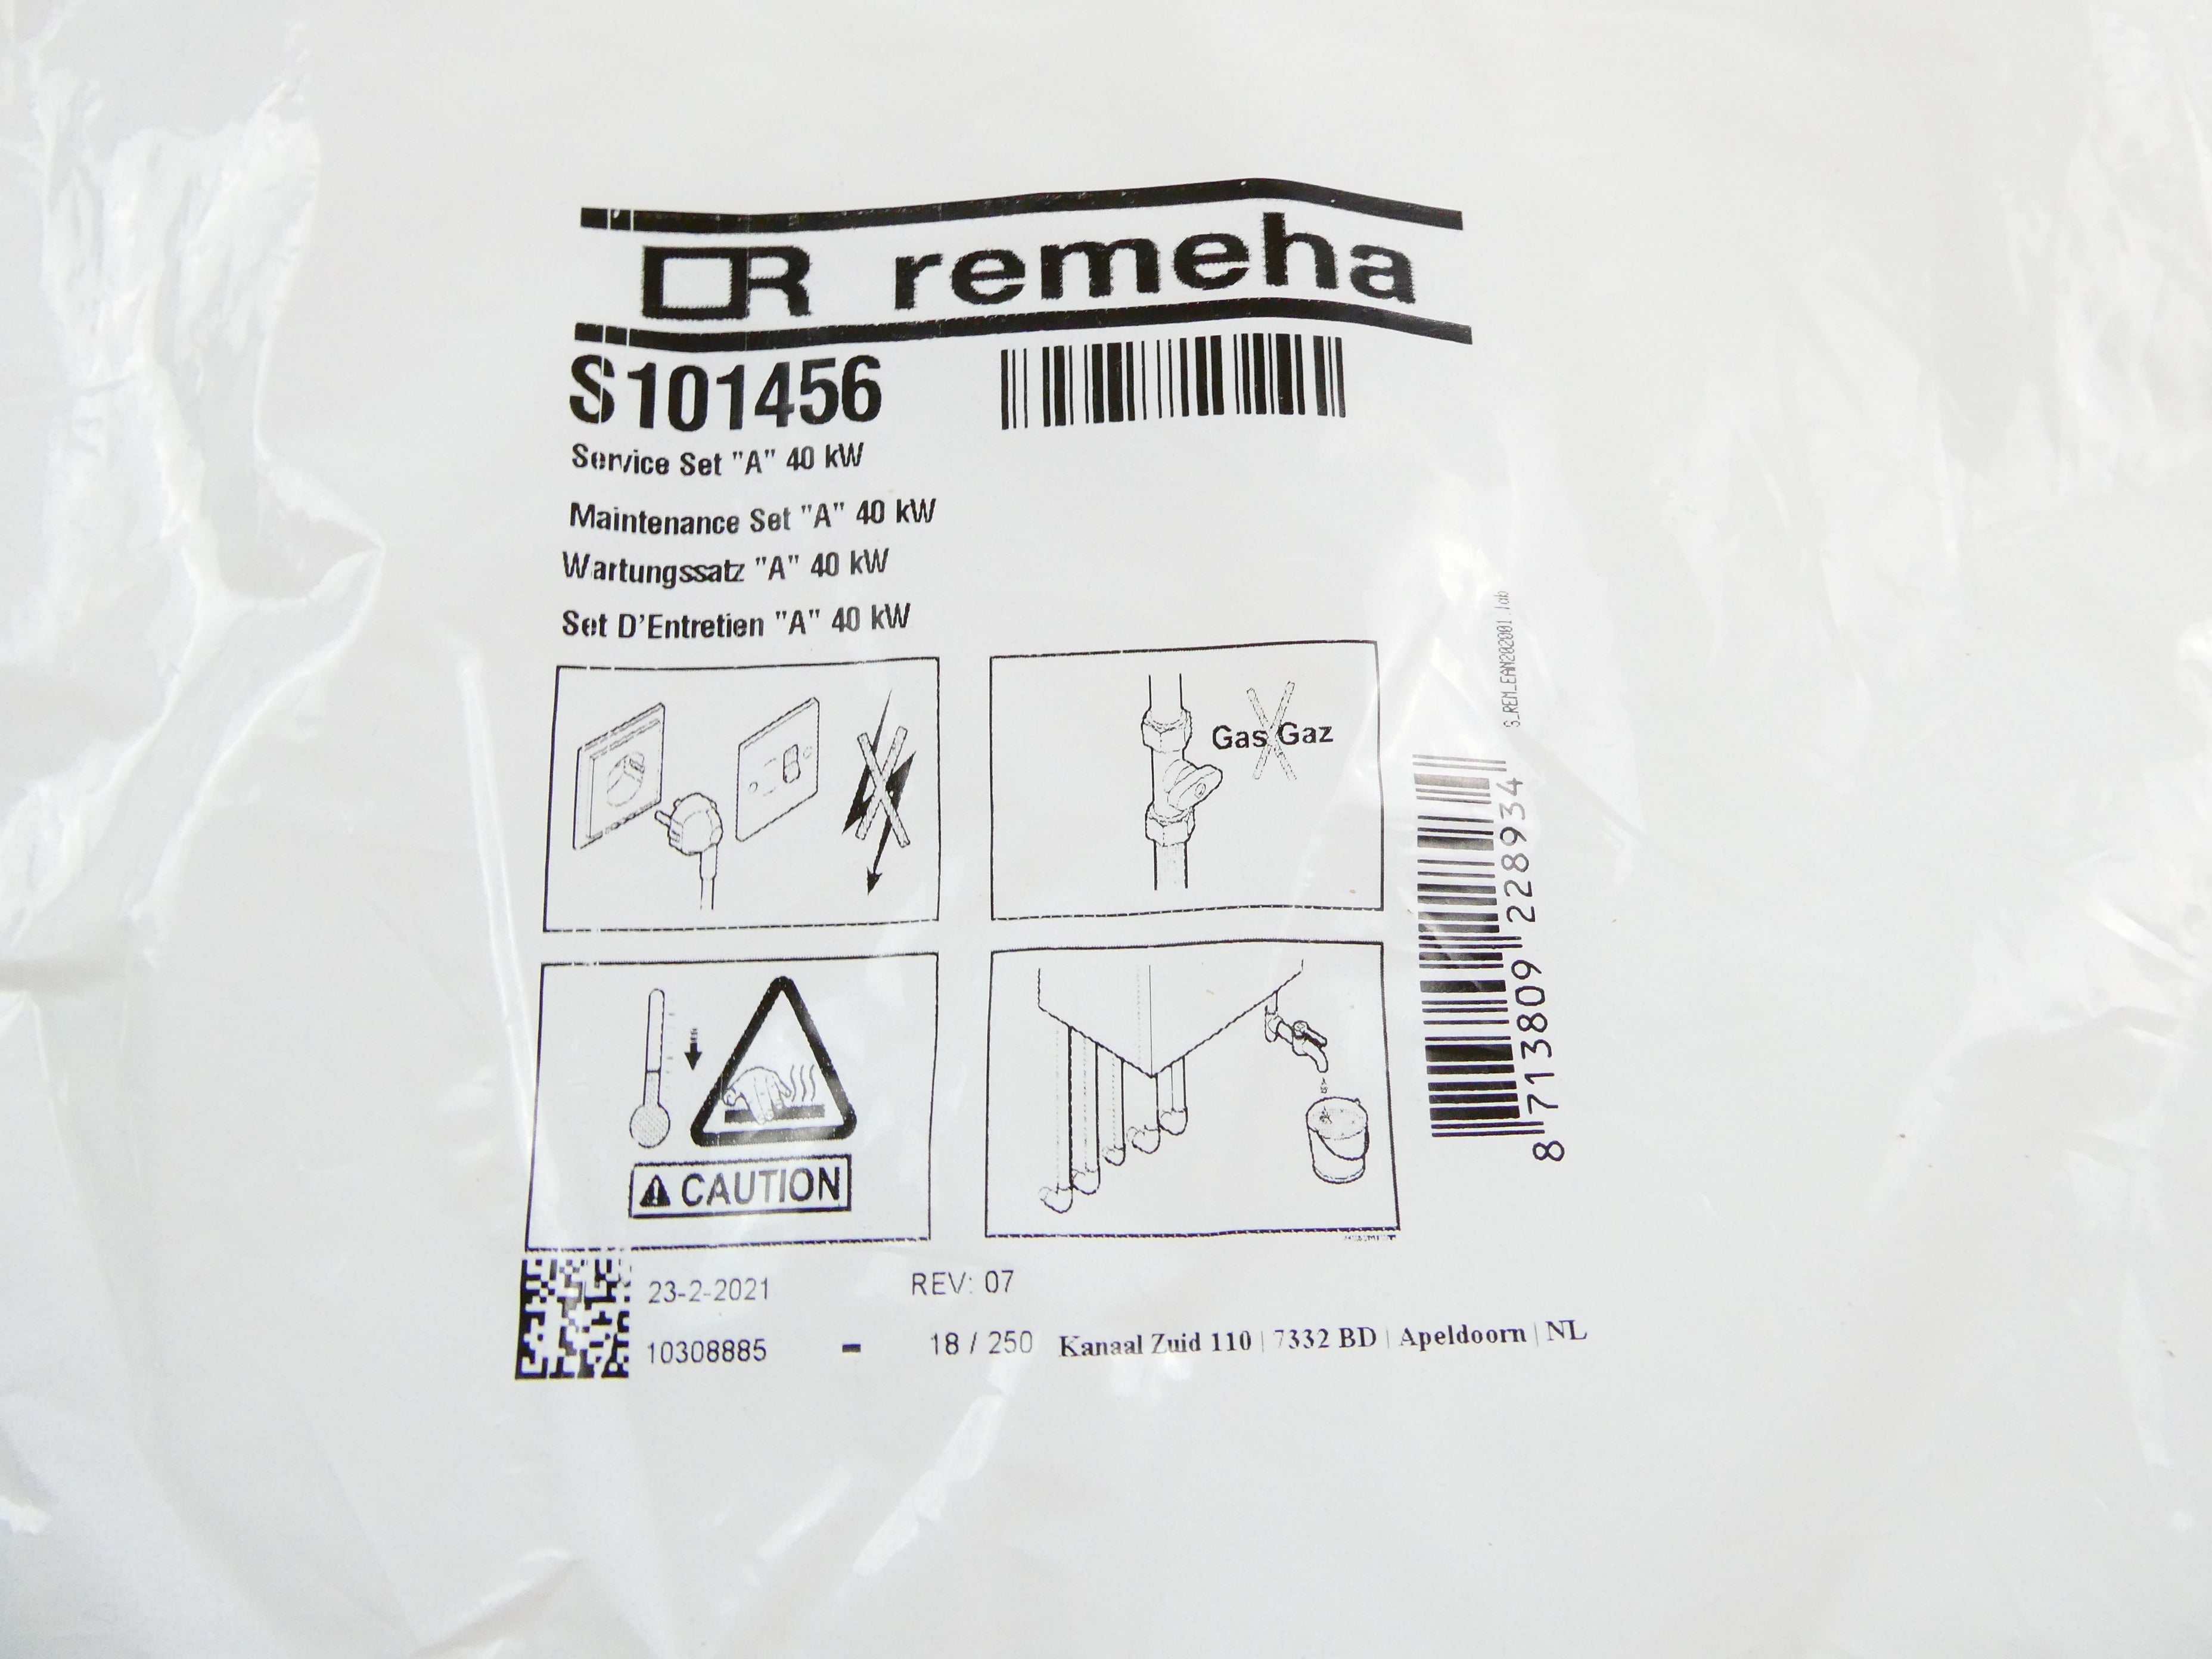 remeha
S101456
Service Set "A" 40 kW
Maintenance Set "A" 40 kW
Wartungssatz "A" 40 kW
Set D'Entretien "A" 40 kW
Gas Gaz
CAUTION
G_REM_EAN202001.lab
8 713809 228934
23-2-2021 REV: 07
10308885 - 18 / 250 Kanaal Zuid 110 | 7332 BD | Apeldoorn | NL